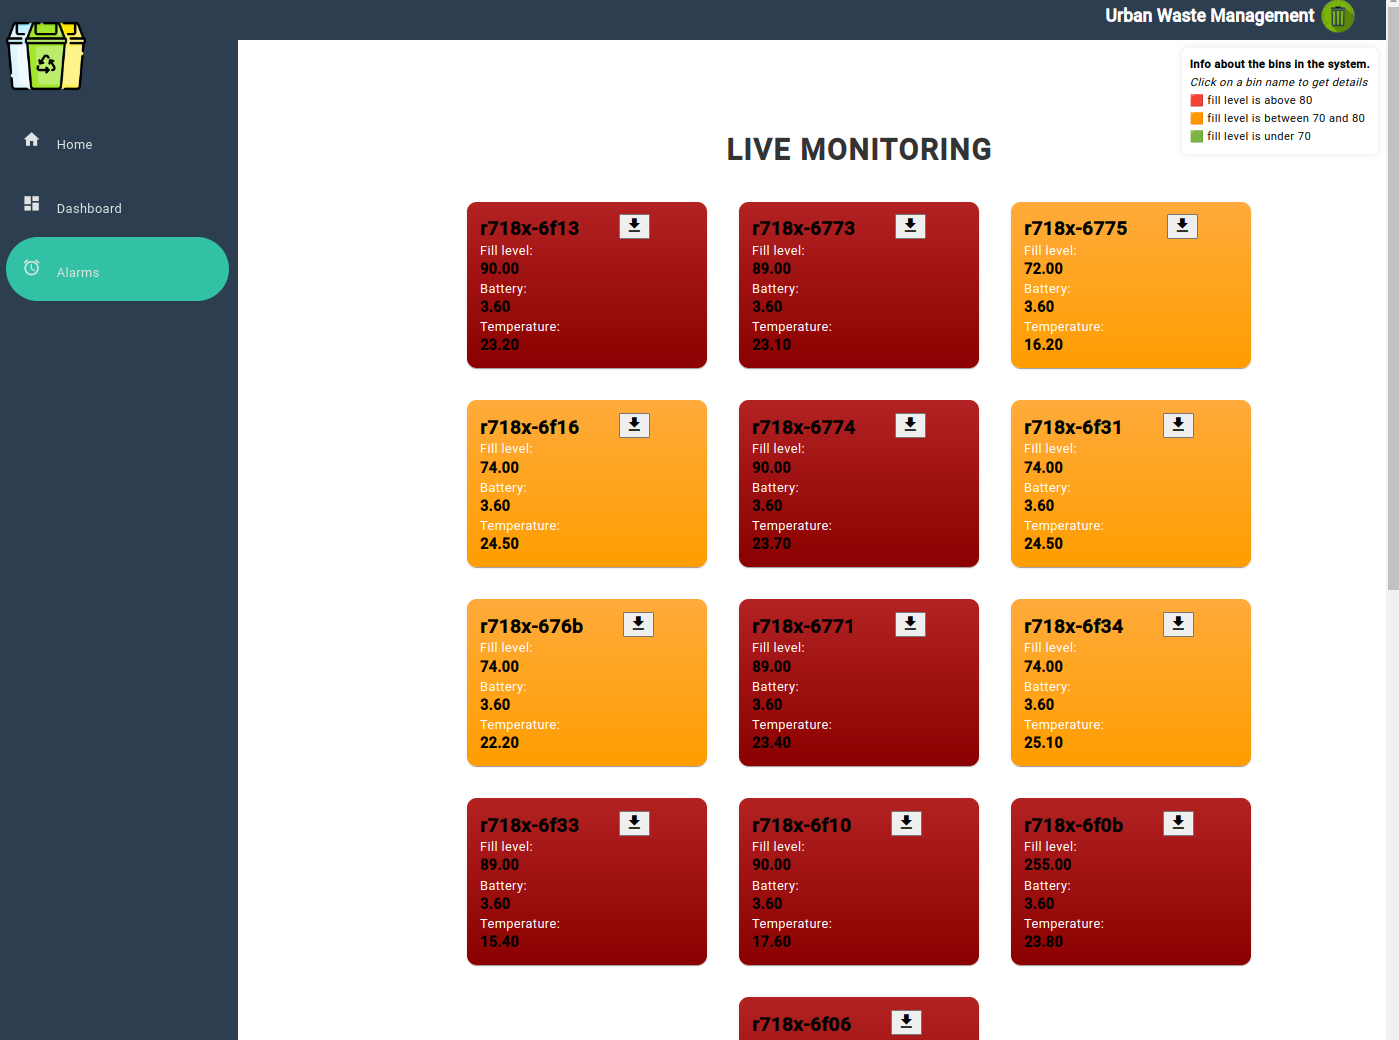 Urban Waste Management
Home
Dashboard
Alarms
Info about the bins in the system.
Click on a bin name to get details
fill level is above 80
fill level is between 70 and 80
fill level is under 70
LIVE MONITORING
r718x-6f13
Fill level:
90.00
Battery:
3.60
Temperature:
23.20
r718x-6773
Fill level:
89.00
Battery:
3.60
Temperature:
23.10
r718x-6775
Fill level:
72.00
Battery:
3.60
Temperature:
16.20
r718x-6f16
Fill level:
74.00
Battery:
3.60
Temperature:
24.50
r718x-6774
Fill level:
90.00
Battery:
3.60
Temperature:
23.70
r718x-6f31
Fill level:
74.00
Battery:
3.60
Temperature:
24.50
r718x-676b
Fill level:
74.00
Battery:
3.60
Temperature:
22.20
r718x-6771
Fill level:
89.00
Battery:
3.60
Temperature:
23.40
r718x-6f34
Fill level:
74.00
Battery:
3.60
Temperature:
25.10
r718x-6f33
Fill level:
89.00
Battery:
3.60
Temperature:
15.40
r718x-6f10
Fill level:
90.00
Battery:
3.60
Temperature:
17.60
r718x-6f0b
Fill level:
255.00
Battery:
3.60
Temperature:
23.80
r718x-6f06